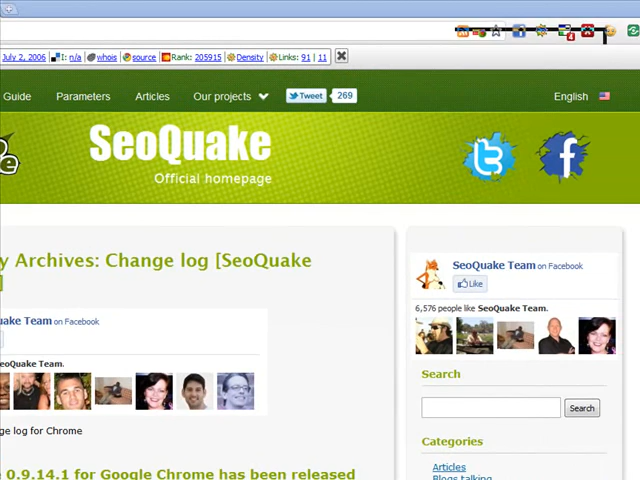 July 2, 2006 I: n/a whois source Rank: 205915 Density Links: 91 | 11
4
Guide Parameters Articles Our projects Tweet 269 English
SeoQuake
Official homepage
y Archives: Change log [SeoQuake
]
SeoQuake Team on Facebook
Like
6,576 people like SeoQuake Team.
ake Team on Facebook
eoQuake Team.
Search
Search
ge log for Chrome
Categories
Articles
Blogs talking
0.9.14.1 for Google Chrome has been released